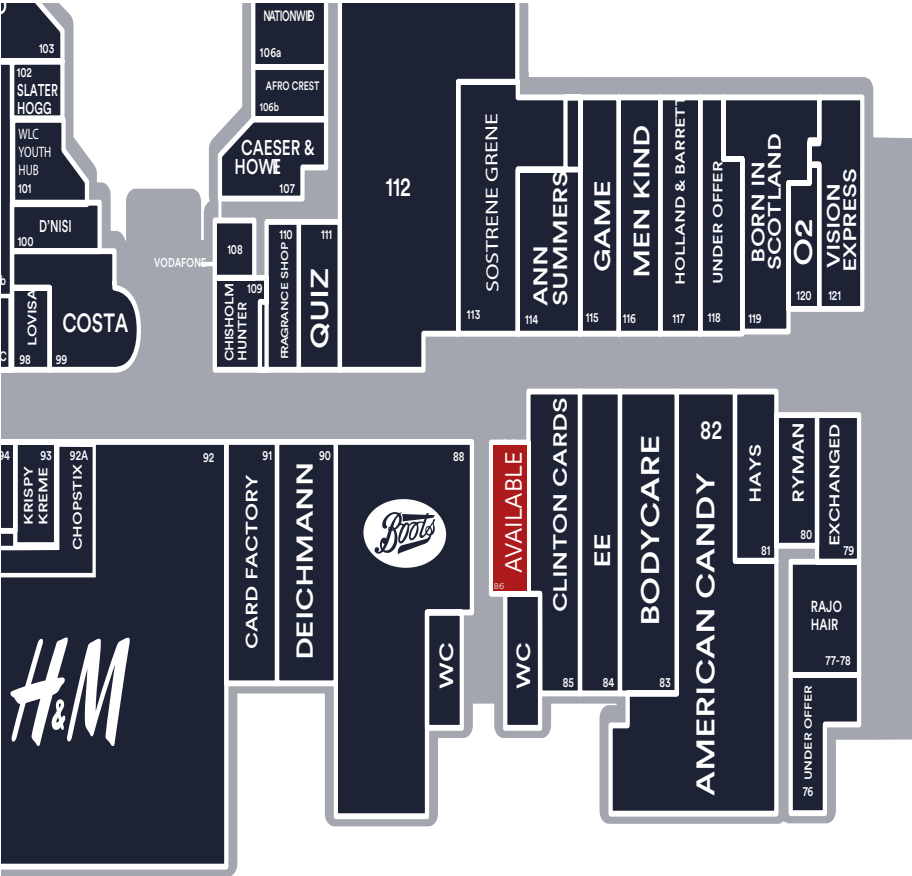 103
102
SLATER
HOGG
WLC
YOUTH
HUB
101
D'NISI
100
b
LOVISA
98
COSTA
99
C
NATIONWID
106a
AFRO CREST
106b
CAESER &
HOWE
107
108
VODAFONE
109
CHISHOLM
HUNTER
110
FRAGRANCE SHOP
111
QUIZ
112
SOSTRENE GRENE
113
ANN
SUMMERS
114
GAME
115
MEN KIND
116
HOLLAND & BARRETT
117
UNDER OFFER
118
BORN IN
SCOTLAND
119
O2
120
VISION
EXPRESS
121
94
93
KRISPY
KREME
92A
CHOPSTIX
92
H&M
91
CARD FACTORY
90
DEICHMANN
88
Boots
WC
AVAILABLE
86
WC
CLINTON CARDS
85
EE
84
BODYCARE
83
82
AMERICAN CANDY
HAYS
81
RYMAN
80
EXCHANGED
79
RAJO
HAIR
77-78
UNDER OFFER
76